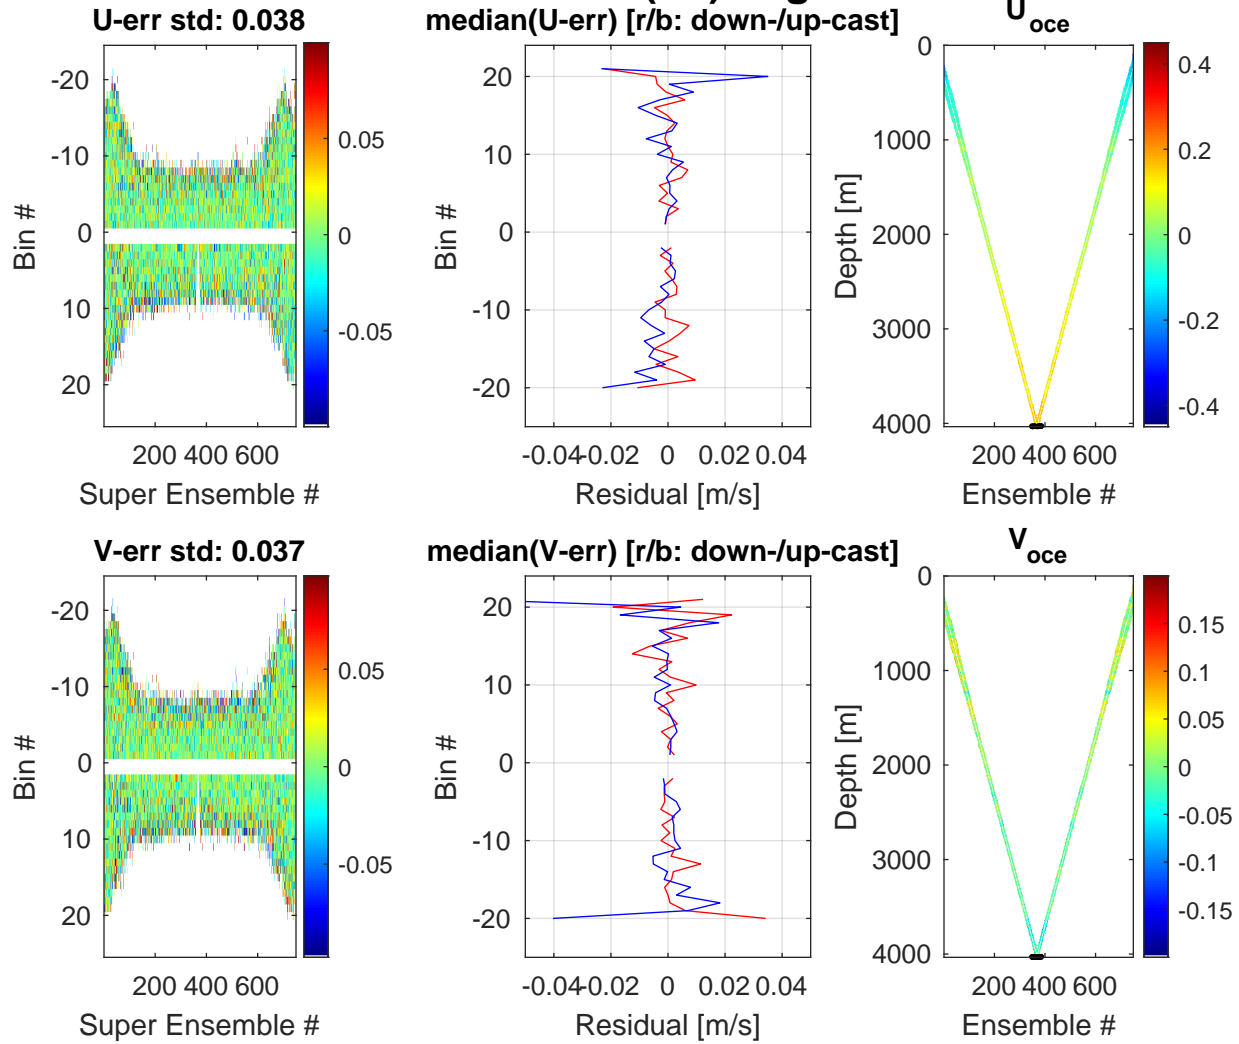 U-err std: 0.038
median(U-err) [r/b: down-/up-cast]
U_oce
-20
-10
0
10
20
Bin #
200 400 600
Super Ensemble #
0.05
0
-0.05
20
10
0
-10
-20
Bin #
-0.04 -0.02 0 0.02 0.04
Residual [m/s]
0
1000
2000
3000
4000
Depth [m]
200 400 600
Ensemble #
0.4
0.2
0
-0.2
-0.4
V-err std: 0.037
median(V-err) [r/b: down-/up-cast]
V_oce
-20
-10
0
10
20
Bin #
200 400 600
Super Ensemble #
0.05
0
-0.05
20
10
0
-10
-20
Bin #
-0.04 -0.02 0 0.02 0.04
Residual [m/s]
0
1000
2000
3000
4000
Depth [m]
200 400 600
Ensemble #
0.15
0.1
0.05
0
-0.05
-0.1
-0.15